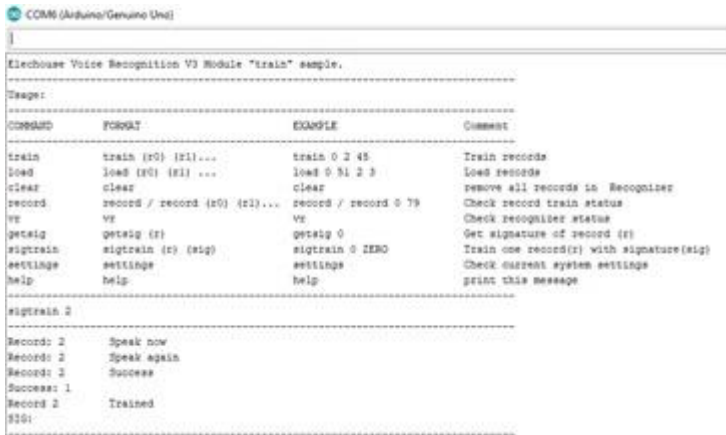 COM6 (Arduino/Genuino Uno)
Elechouse Voice Recognition V3 Module "train" sample.
--------------------------------------------------------------------------------
Usage:
--------------------------------------------------------------------------------
COMMAND FORMAT EXAMPLE Comment
--------------------------------------------------------------------------------
train train (r0) (r1)... train 0 2 45 Train records
load load (r0) (r1) ... load 0 51 2 3 Load records
clear clear clear remove all records in Recognizer
record record / record (r0) (r1)... record / record 0 79 Check record train status
vr vr vr Check recognizer status
getsig getsig (r) getsig 0 Get signature of record (r)
sigtrain sigtrain (r) (sig) sigtrain 0 ZERO Train one record(r) with signature(sig)
settings settings settings Check current system settings
help help help print this message
--------------------------------------------------------------------------------
sigtrain 2
--------------------------------------------------------------------------------
Record: 2 Speak now
Record: 2 Speak again
Record: 2 Success
Success: 1
Record 2 Trained
SIG:
--------------------------------------------------------------------------------